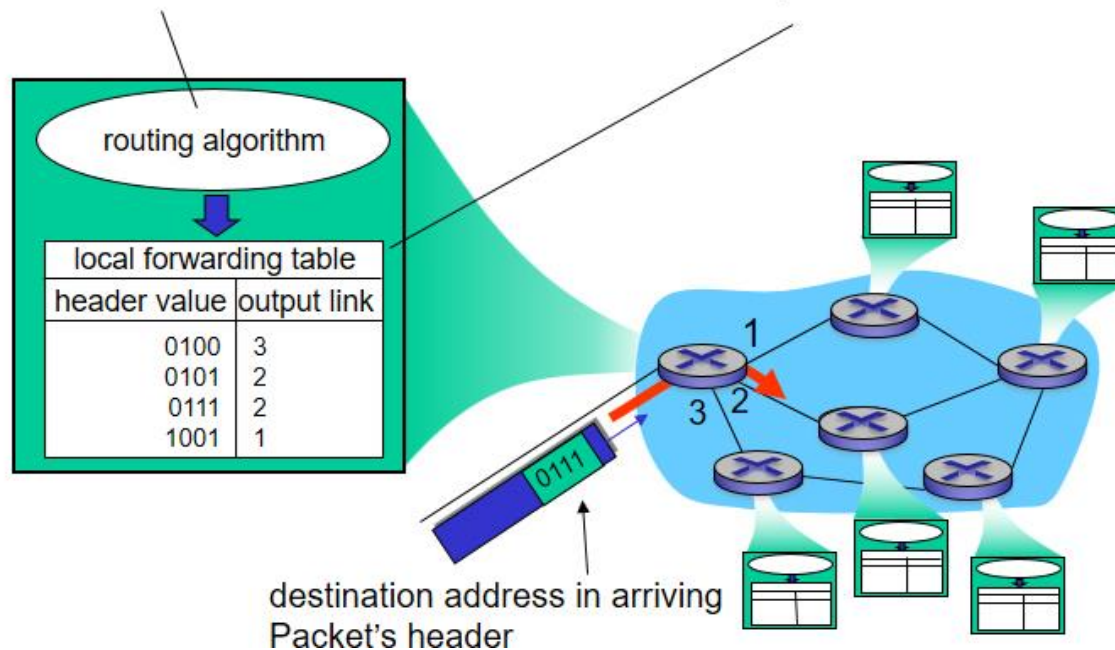 routing algorithm
local forwarding table
header value output link
0100 3
0101 2
0111 2
1001 1
1
2
3
0111
destination address in arriving
Packet's header